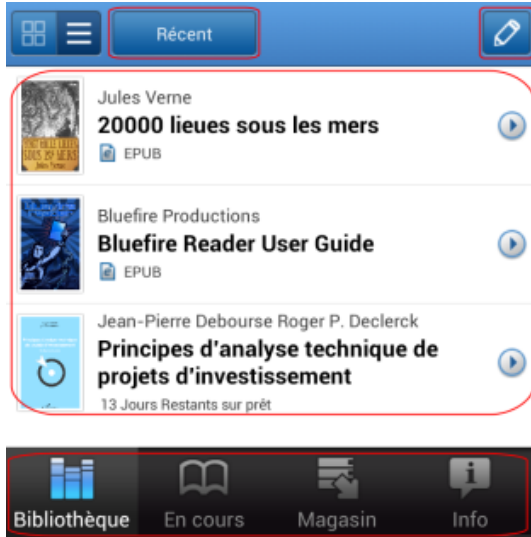 Récent
Jules Verne
20000 lieues sous les mers
EPUB
Bluefire Productions
Bluefire Reader User Guide
EPUB
Jean-Pierre Debourse Roger P. Declerck
Principes d'analyse technique de
projets d'investissement
13 Jours Restants sur prêt
Bibliothèque En cours Magasin Info